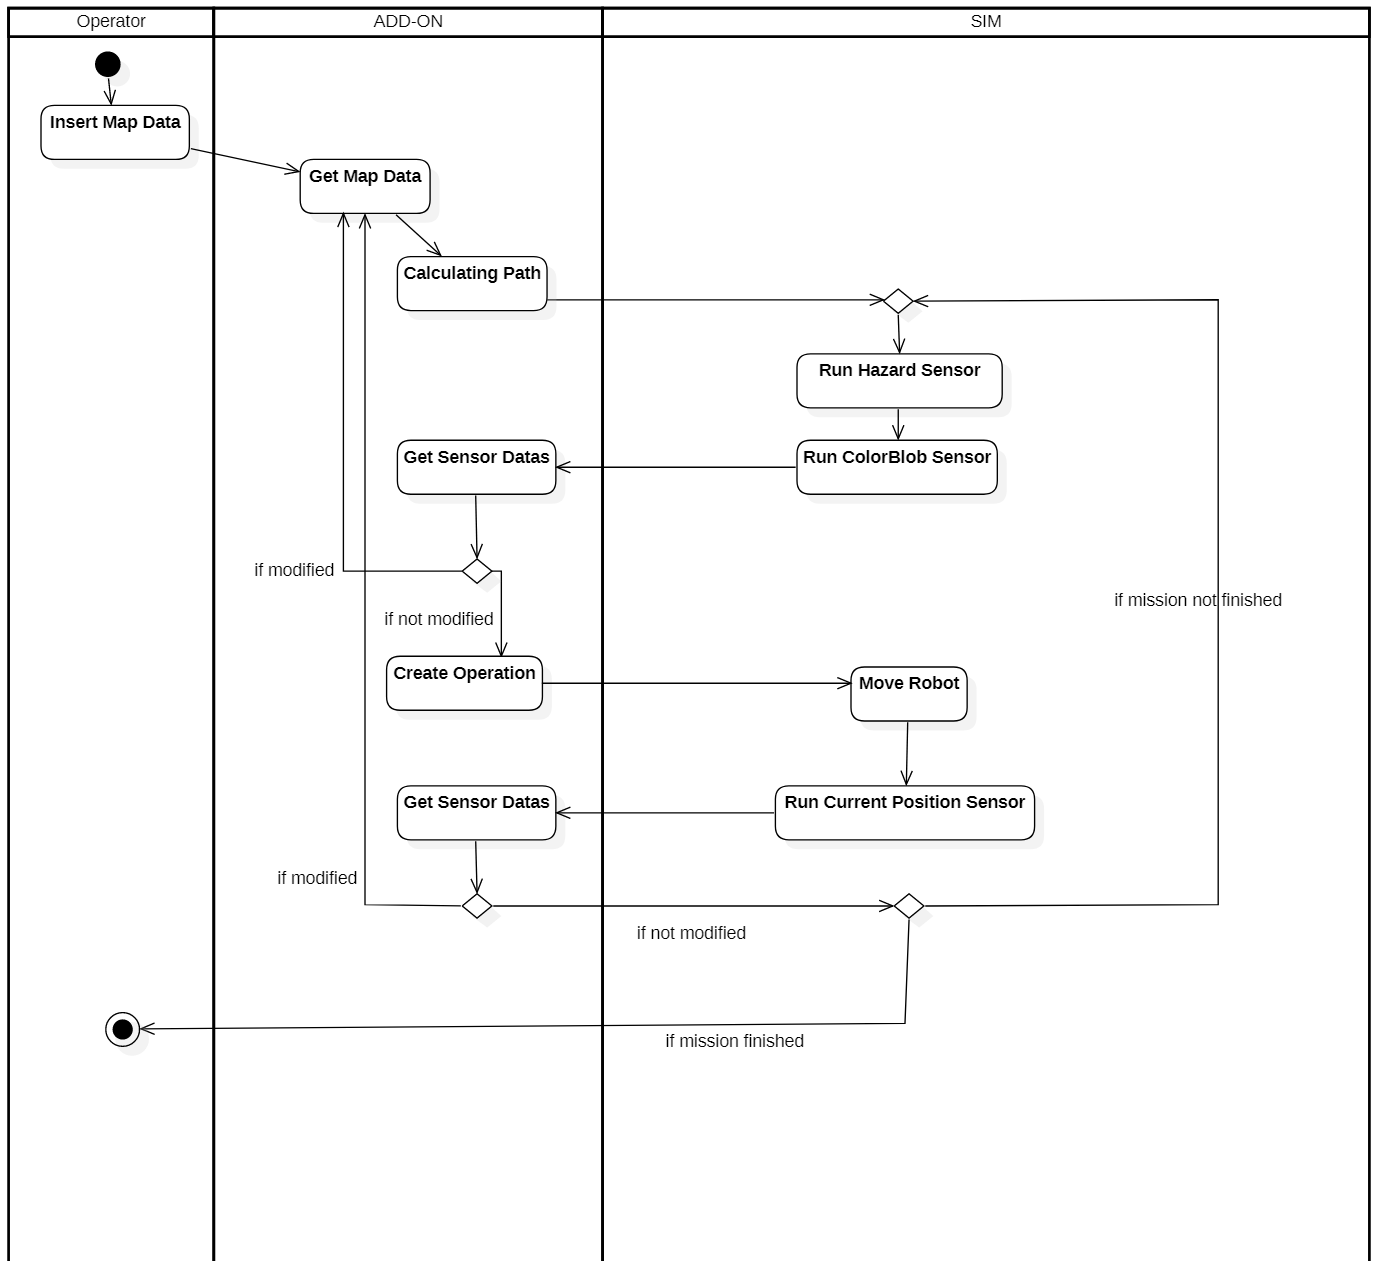 Operator
ADD-ON
SIM
Insert Map Data
Get Map Data
Calculating Path
Run Hazard Sensor
Get Sensor Datas
Run ColorBlob Sensor
if modified
if not modified
if mission not finished
Create Operation
Move Robot
Get Sensor Datas
Run Current Position Sensor
if modified
if not modified
if mission finished